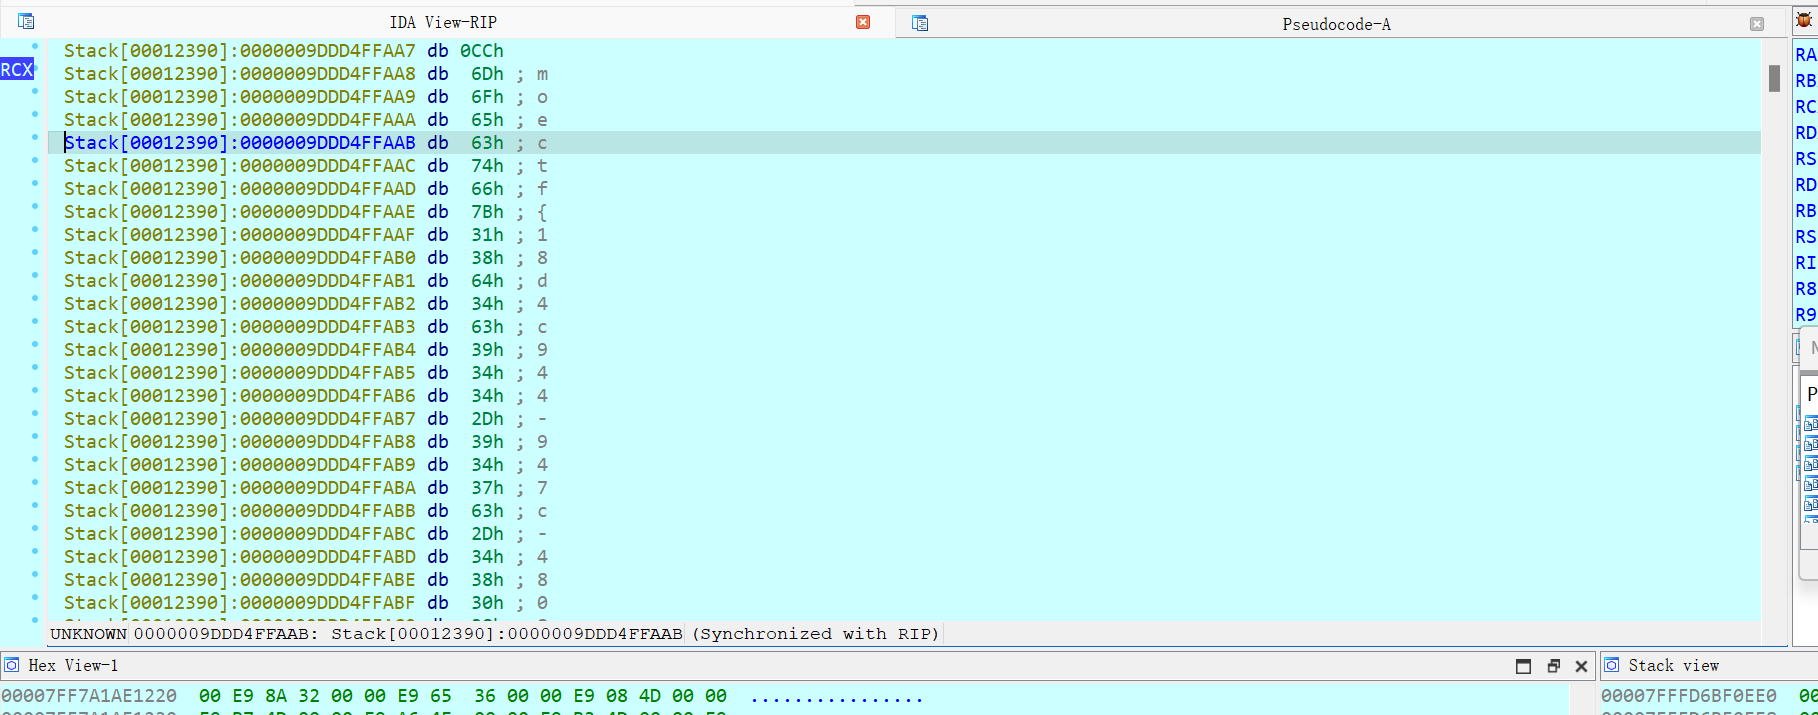 IDA View-RIP
Pseudocode-A
Stack[00012390]:0000009DDD4FFAA7 db 0CCh
RCX Stack[00012390]:0000009DDD4FFAA8 db 6Dh ; m
Stack[00012390]:0000009DDD4FFAA9 db 6Fh ; o
Stack[00012390]:0000009DDD4FFAAA db 65h ; e
Stack[00012390]:0000009DDD4FFAAB db 63h ; c
Stack[00012390]:0000009DDD4FFAAC db 74h ; t
Stack[00012390]:0000009DDD4FFAAD db 66h ; f
Stack[00012390]:0000009DDD4FFAAE db 7Bh ; {
Stack[00012390]:0000009DDD4FFAAF db 31h ; 1
Stack[00012390]:0000009DDD4FFAB0 db 38h ; 8
Stack[00012390]:0000009DDD4FFAB1 db 64h ; d
Stack[00012390]:0000009DDD4FFAB2 db 34h ; 4
Stack[00012390]:0000009DDD4FFAB3 db 63h ; c
Stack[00012390]:0000009DDD4FFAB4 db 39h ; 9
Stack[00012390]:0000009DDD4FFAB5 db 34h ; 4
Stack[00012390]:0000009DDD4FFAB6 db 34h ; 4
Stack[00012390]:0000009DDD4FFAB7 db 2Dh ; -
Stack[00012390]:0000009DDD4FFAB8 db 39h ; 9
Stack[00012390]:0000009DDD4FFAB9 db 34h ; 4
Stack[00012390]:0000009DDD4FFABA db 37h ; 7
Stack[00012390]:0000009DDD4FFABB db 63h ; c
Stack[00012390]:0000009DDD4FFABC db 2Dh ; -
Stack[00012390]:0000009DDD4FFABD db 34h ; 4
Stack[00012390]:0000009DDD4FFABE db 38h ; 8
Stack[00012390]:0000009DDD4FFABF db 30h ; 0
UNKNOWN 0000009DDD4FFAAB: Stack[00012390]:0000009DDD4FFAAB (Synchronized with RIP)
RA
RB
RC
RD
RS
RD
RB
RS
RI
R8
R9
P
Hex View-1
00007FF7A1AE1220 00 E9 8A 32 00 00 E9 65 36 00 00 E9 08 4D 00 00 ................
Stack view
00007FFFD6BF0EE0 00